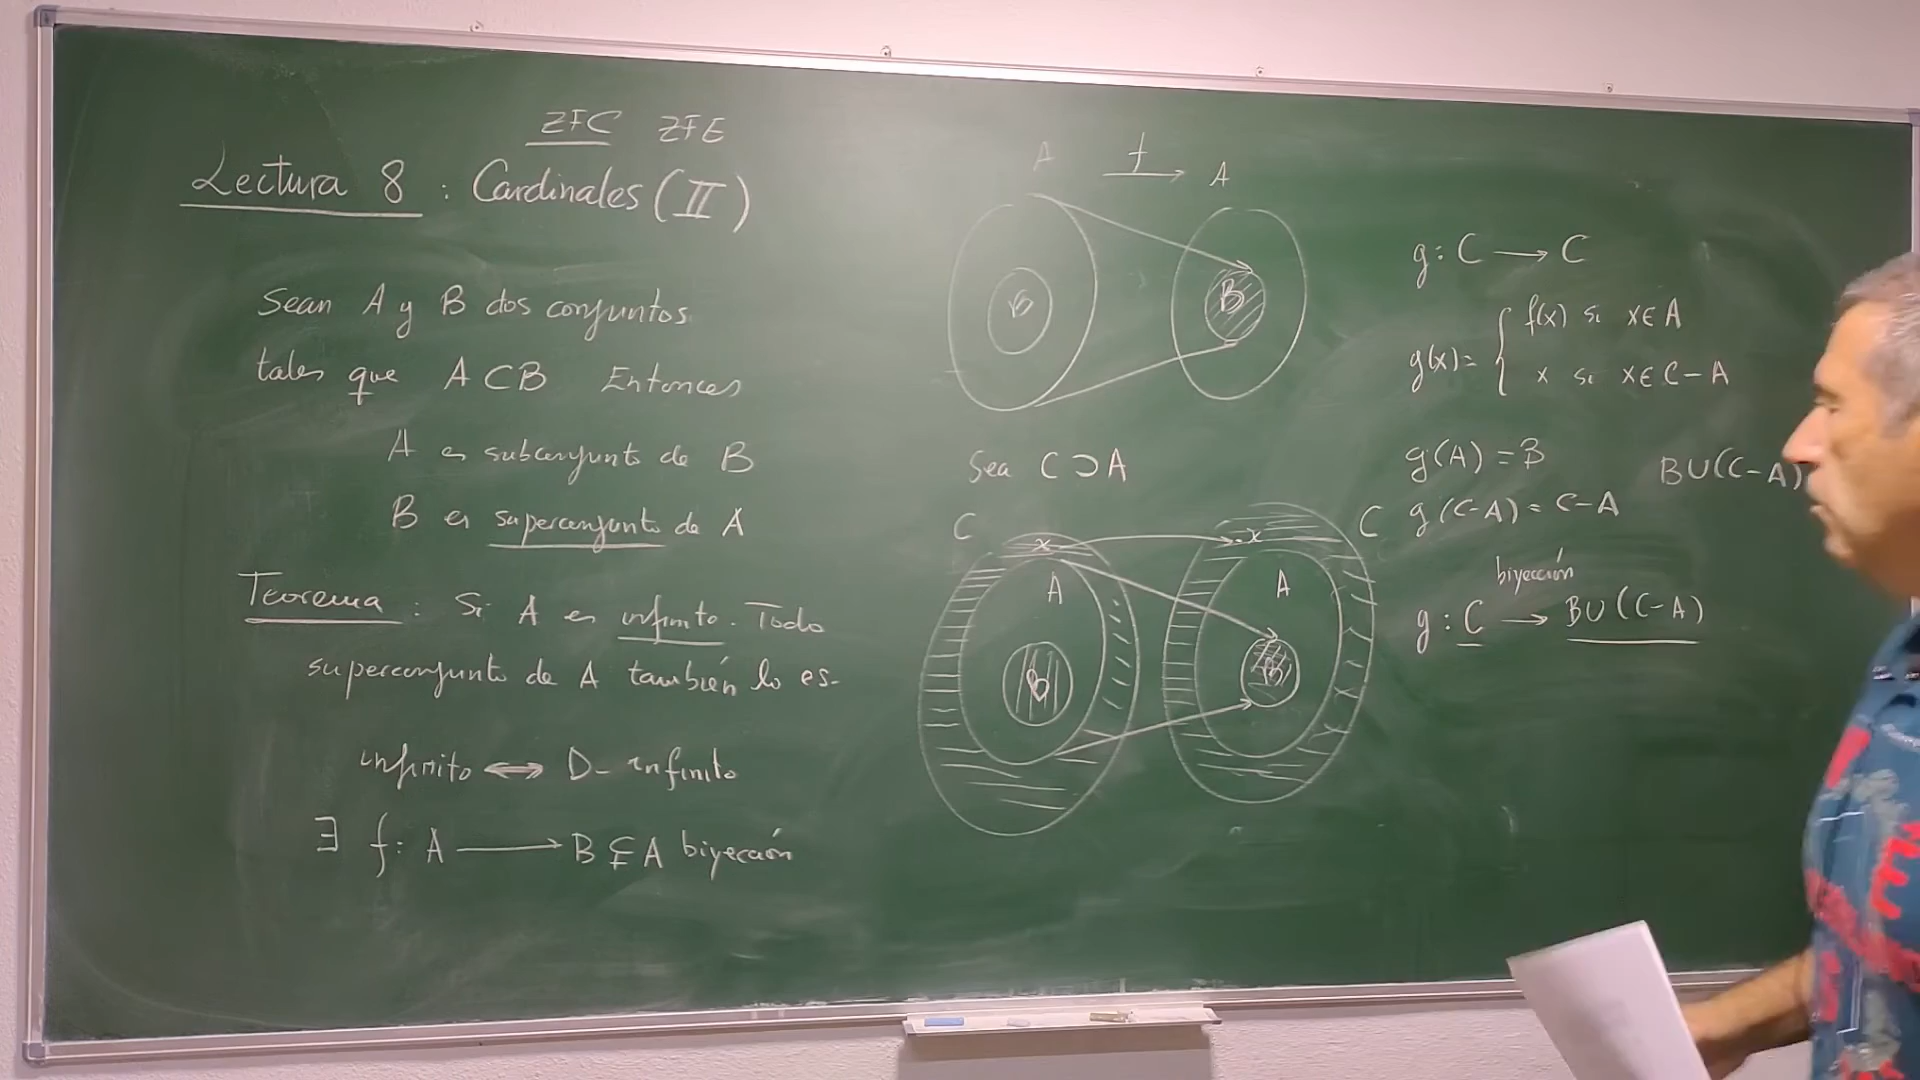 ZFC ZFE
Lectura 8 : Cardinales (II)
Sean A y B dos conjuntos
tales que A ⊂ B Entonces
A es subconjunto de B
B es superconjunto de A
Teorema : Si A es infinito. Todo
superconjunto de A también lo es.
infinito ⟺ D-infinito
∃ f: A ⟶ B ⊊ A biyección
A f→ A
B B
Sea C ⊃ A
C x x C
A A
B B
g : C ⟶ C
g(x) = { f(x) si x ∈ A
x si x ∈ C - A
g(A) = B B ∪ (C - A)
g(C - A) = C - A
biyección
g : C ⟶ B ∪ (C - A)